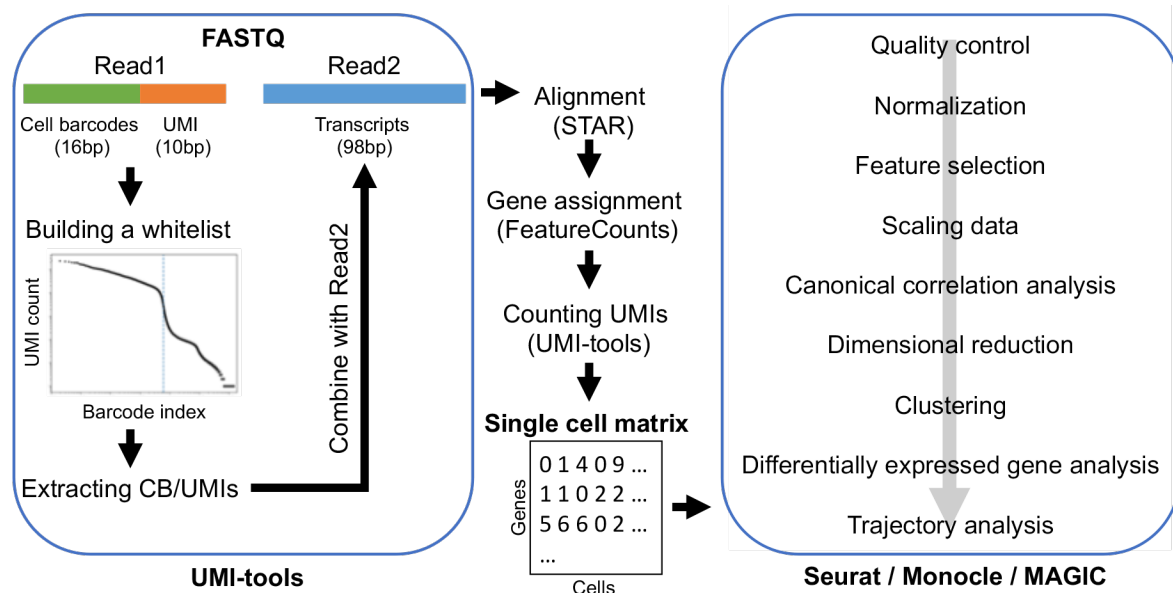 FASTQ
Read1
Read2
Cell barcodes
(16bp)
UMI
(10bp)
Transcripts
(98bp)
Building a whitelist
UMI count
Barcode index
Extracting CB/UMIs
Combine with Read2
UMI-tools
Alignment
(STAR)
Gene assignment
(FeatureCounts)
Counting UMIs
(UMI-tools)
Single cell matrix
Genes
0 1 4 0 9 ...
1 1 0 2 2 ...
5 6 6 0 2 ...
...
Cells
Quality control
Normalization
Feature selection
Scaling data
Canonical correlation analysis
Dimensional reduction
Clustering
Differentially expressed gene analysis
Trajectory analysis
Seurat / Monocle / MAGIC